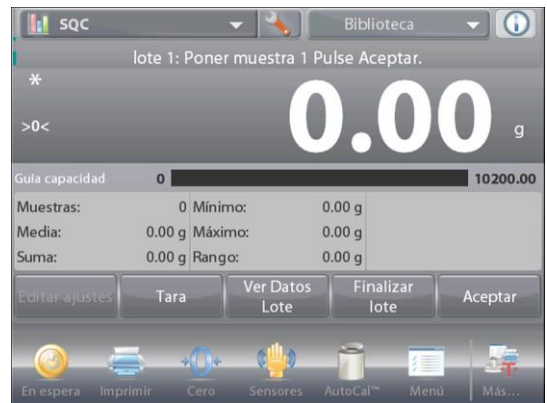 SQC
Biblioteca
lote 1: Poner muestra 1 Pulse Aceptar.
*
>0<
0.00 g
Guía capacidad 0 10200.00
Muestras: 0 Mínimo: 0.00 g
Media: 0.00 g Máximo: 0.00 g
Suma: 0.00 g Rango: 0.00 g
Editar ajustes Tara Ver Datos Lote Finalizar lote Aceptar
En espera Imprimir Cero Sensores AutoCal™ Menú Más...